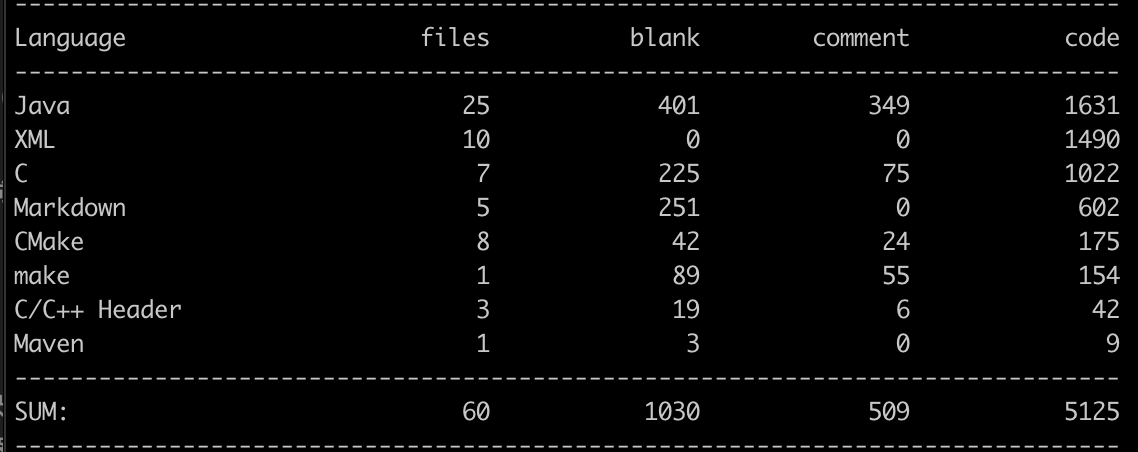 -------------------------------------------------------------------------------
Language                     files          blank        comment           code
-------------------------------------------------------------------------------
Java                            25            401            349           1631
XML                             10              0              0           1490
C                                7            225             75           1022
Markdown                         5            251              0            602
CMake                            8             42             24            175
make                             1             89             55            154
C/C++ Header                     3             19              6             42
Maven                            1              3              0              9
-------------------------------------------------------------------------------
SUM:                            60           1030            509           5125
-------------------------------------------------------------------------------